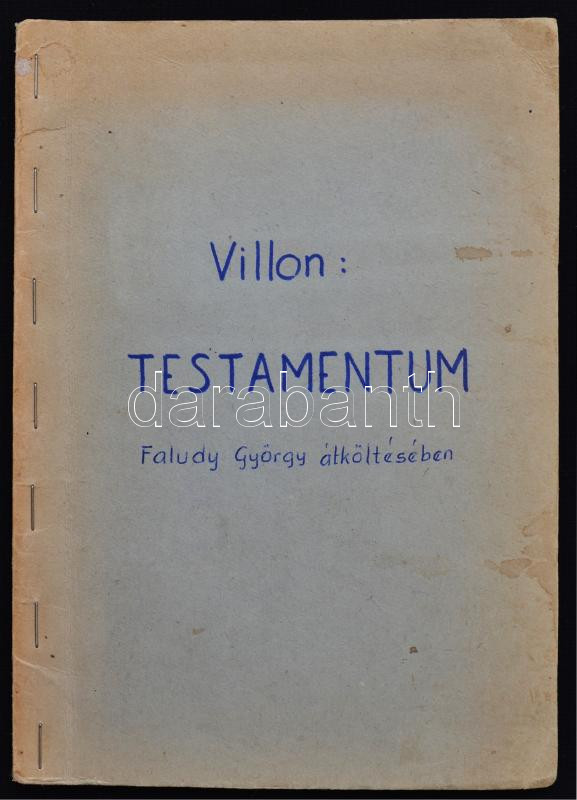 Villon :
TESTAMENTUM
darabanth
Faludy György átköltésében